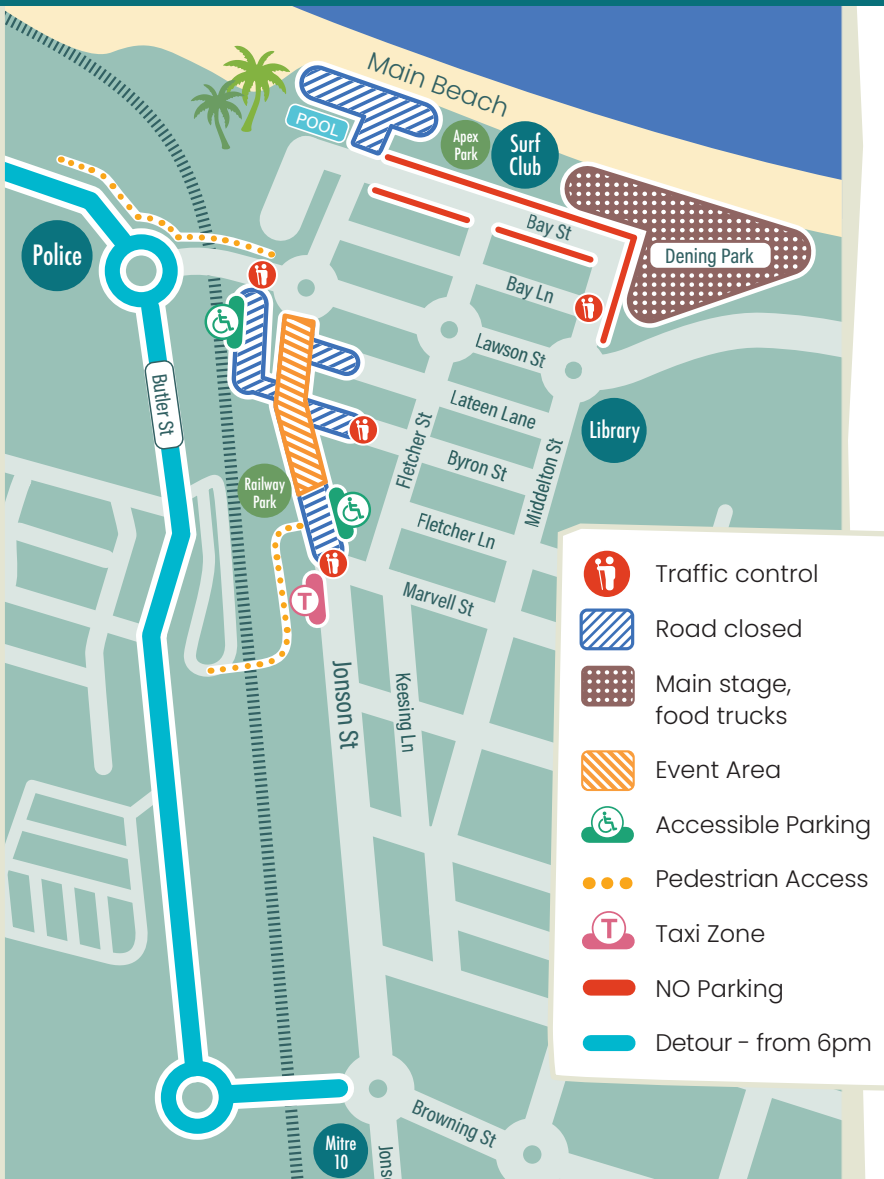 Main Beach
POOL
Apex
Park
Surf
Club
Bay St
Dening Park
Police
Bay Ln
Lawson St
Butler St
Lateen Lane
Library
Fletcher St
Byron St
Middelton St
Railway
Park
Fletcher Ln
T
Marvell St
Jonson St
Keesing Ln
Traffic control
Road closed
Main stage,
food trucks
Event Area
Accessible Parking
Pedestrian Access
T
Taxi Zone
NO Parking
Detour - from 6pm
Browning St
Mitre
10
Jons